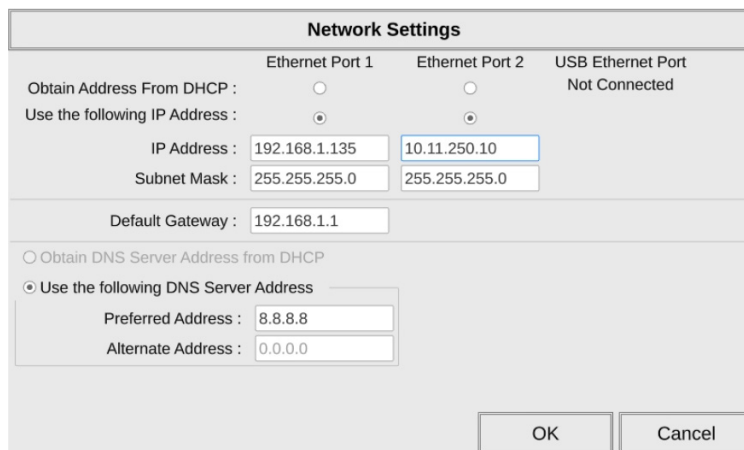 Network Settings
Ethernet Port 1 Ethernet Port 2 USB Ethernet Port
Obtain Address From DHCP : Not Connected
Use the following IP Address :
IP Address : 192.168.1.135 10.11.250.10
Subnet Mask : 255.255.255.0 255.255.255.0
Default Gateway : 192.168.1.1
Obtain DNS Server Address from DHCP
Use the following DNS Server Address
Preferred Address : 8.8.8.8
Alternate Address : 0.0.0.0
OK Cancel